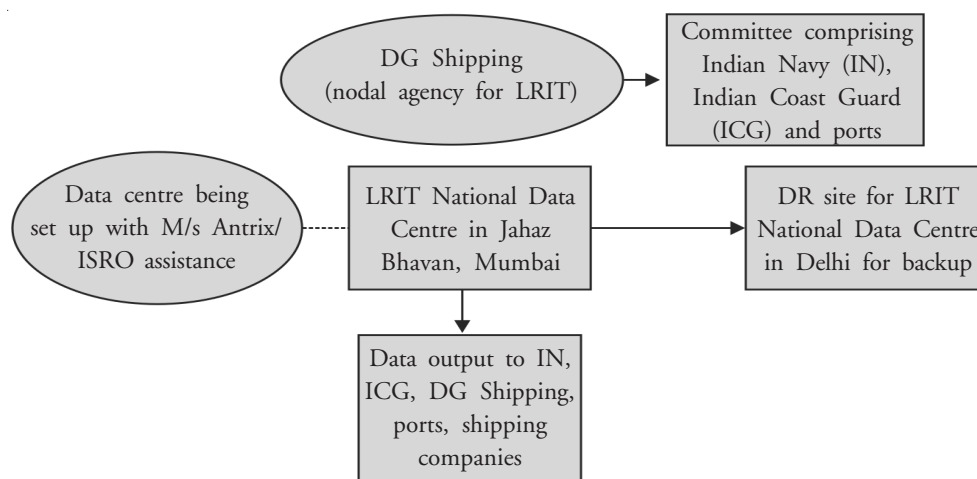 DG Shipping
(nodal agency for LRIT)
Committee comprising
Indian Navy (IN),
Indian Coast Guard
(ICG) and ports
Data centre being
set up with M/s Antrix/
ISRO assistance
LRIT National Data
Centre in Jahaz
Bhavan, Mumbai
DR site for LRIT
National Data Centre
in Delhi for backup
Data output to IN,
ICG, DG Shipping,
ports, shipping
companies